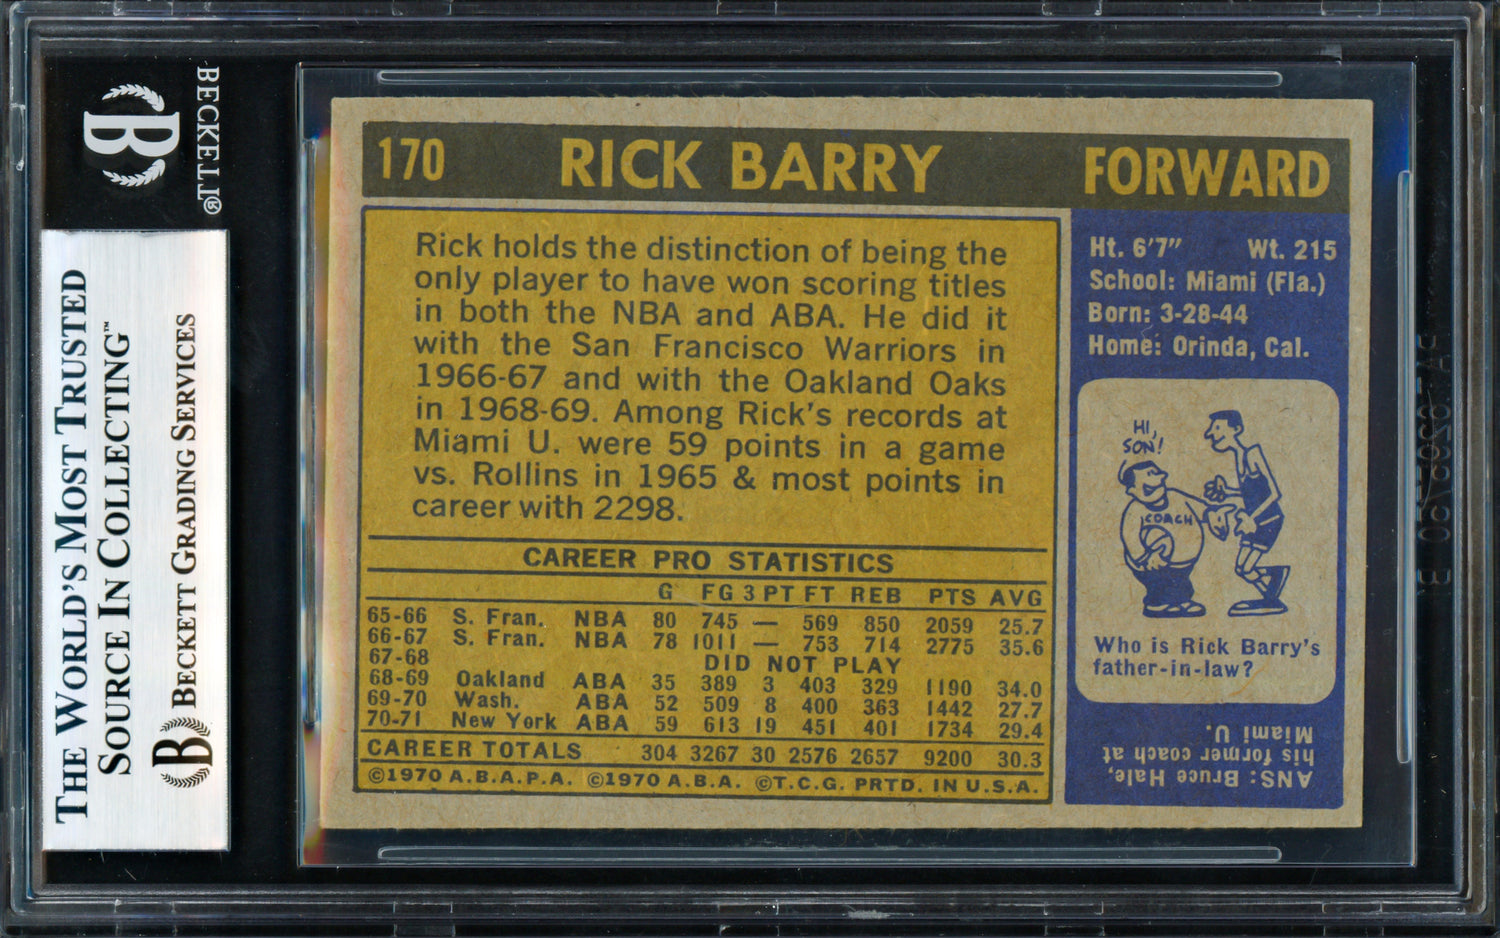 BECKETT®
B
THE WORLD'S MOST TRUSTED
SOURCE IN COLLECTING™
B BECKETT GRADING SERVICES
170 RICK BARRY FORWARD
Rick holds the distinction of being the
only player to have won scoring titles
in both the NBA and ABA. He did it
with the San Francisco Warriors in
1966-67 and with the Oakland Oaks
in 1968-69. Among Rick's records at
Miami U. were 59 points in a game
vs. Rollins in 1965 & most points in
career with 2298.
CAREER PRO STATISTICS
G FG 3 PT FT REB PTS AVG
65-66 S. Fran. NBA 80 745 — 569 850 2059 25.7
66-67 S. Fran. NBA 78 1011 — 753 714 2775 35.6
67-68 DID NOT PLAY
68-69 Oakland ABA 35 389 3 403 329 1190 34.0
69-70 Wash. ABA 52 509 8 400 363 1442 27.7
70-71 New York ABA 59 613 19 451 401 1734 29.4
CAREER TOTALS 304 3267 30 2576 2657 9200 30.3
©1970 A.B.A.P.A. ©1970 A.B.A. ©T.C.G. PRTD. IN U.S.A.
Ht. 6'7" Wt. 215
School: Miami (Fla.)
Born: 3-28-44
Home: Orinda, Cal.
HI,
SON!
COACH
Who is Rick Barry's
father-in-law?
ANS: Bruce Hale,
his former coach at
Miami U.